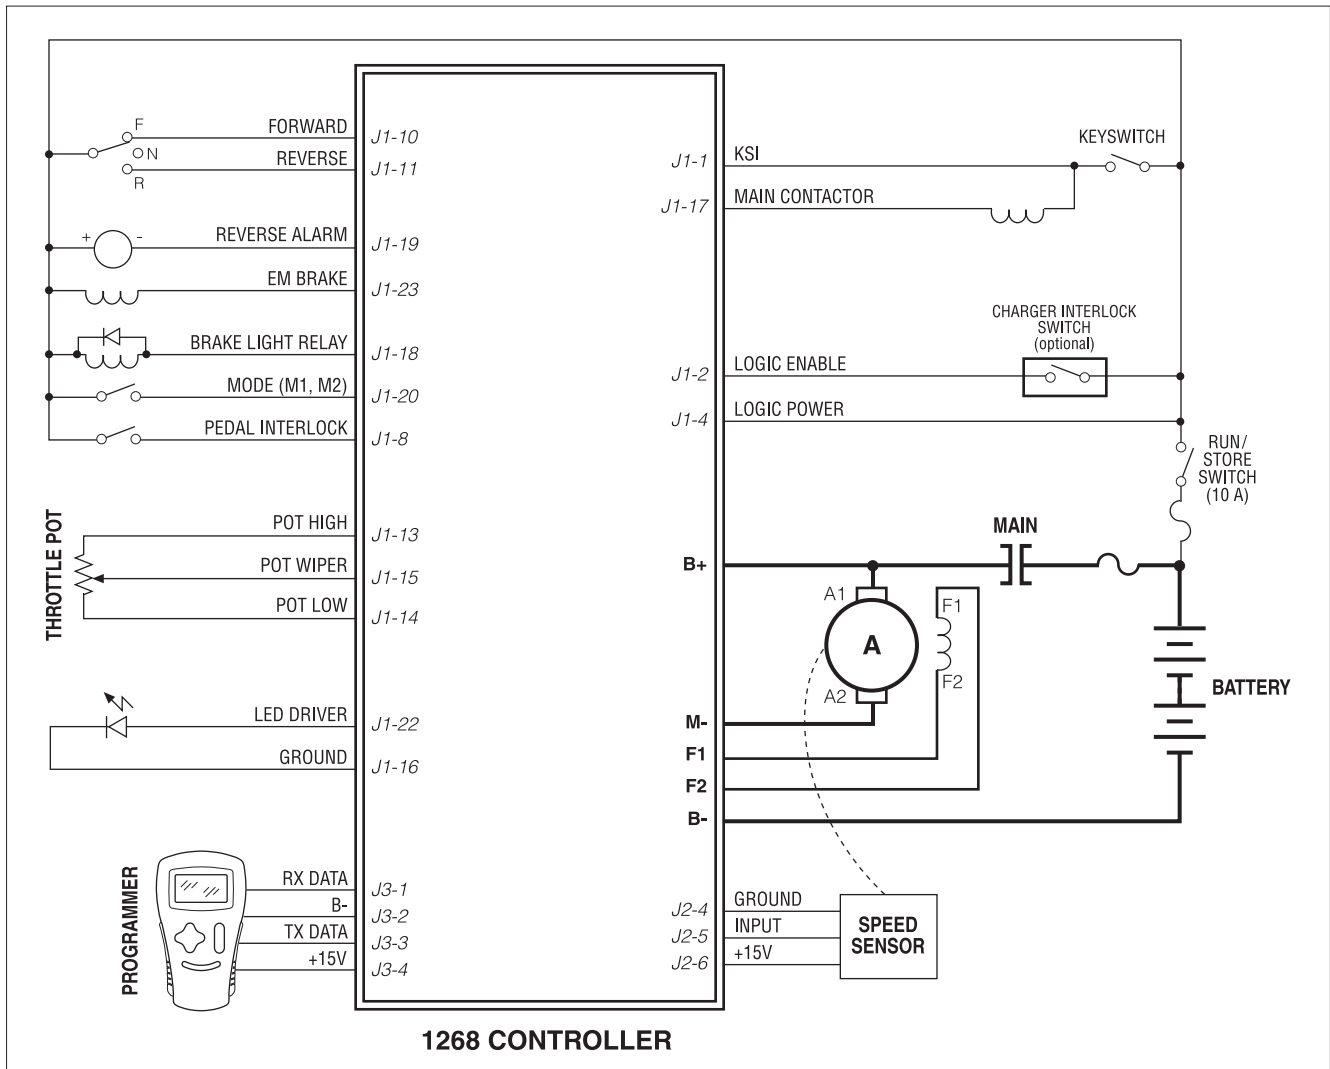 FORWARD
F
J1-10
N
REVERSE
J1-11
R
KEYSWITCH
J1-1
KSI
J1-17
MAIN CONTACTOR
+
-
REVERSE ALARM
J1-19
EM BRAKE
J1-23
BRAKE LIGHT RELAY
J1-18
MODE (M1, M2)
J1-20
PEDAL INTERLOCK
J1-8
CHARGER INTERLOCK
SWITCH
(optional)
J1-2
LOGIC ENABLE
J1-4
LOGIC POWER
RUN/
STORE
SWITCH
(10 A)
THROTTLE POT
POT HIGH
J1-13
POT WIPER
J1-15
POT LOW
J1-14
MAIN
B+
A1
A
A2
F1
F2
BATTERY
LED DRIVER
J1-22
GROUND
J1-16
M-
F1
F2
B-
PROGRAMMER
RX DATA
J3-1
B-
J3-2
TX DATA
J3-3
+15V
J3-4
J2-4
GROUND
J2-5
INPUT
J2-6
+15V
SPEED
SENSOR
1268 CONTROLLER